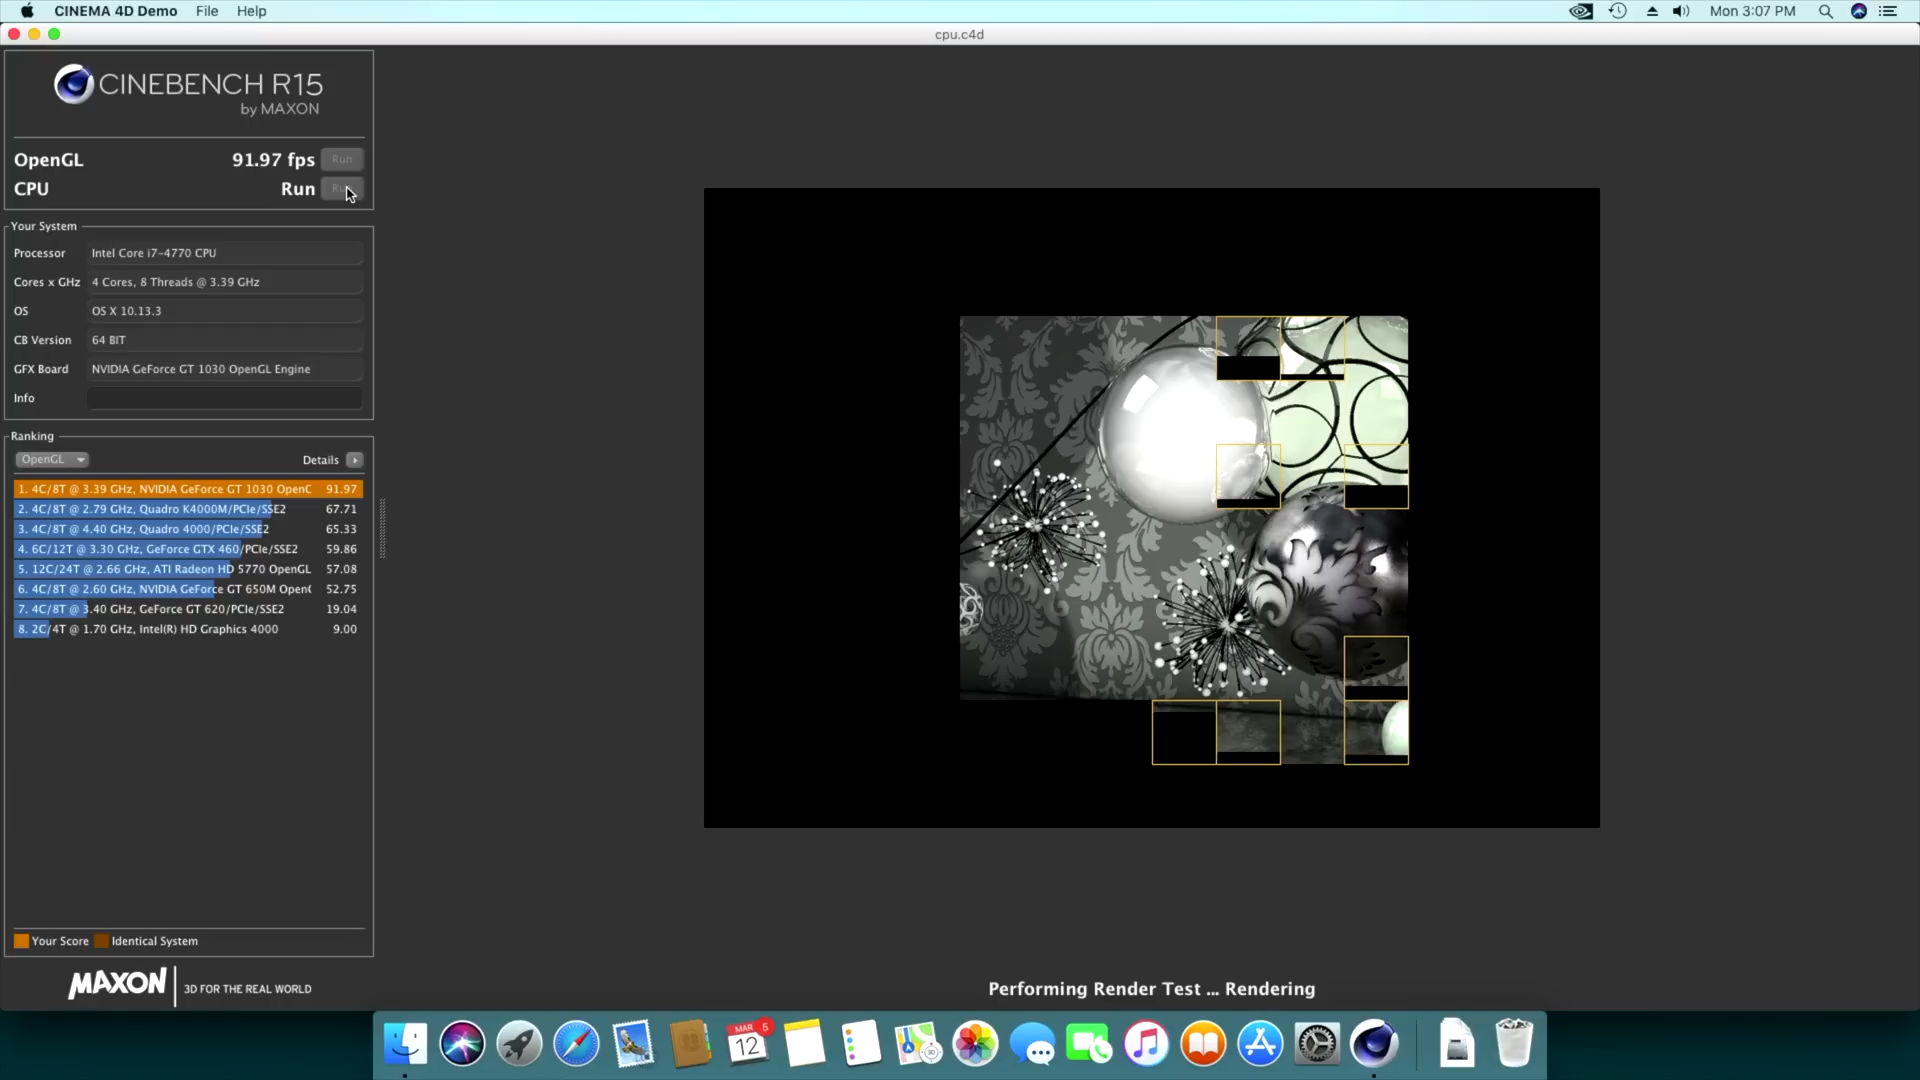 CINEMA 4D Demo File Help Mon 3:07 PM
cpu.c4d
CINEBENCH R15
by MAXON
OpenGL 91.97 fps Run
CPU Run
Your System
Processor Intel Core i7-4770 CPU
Cores x GHz 4 Cores, 8 Threads @ 3.39 GHz
OS OS X 10.13.3
CB Version 64 BIT
GFX Board NVIDIA GeForce GT 1030 OpenGL Engine
Info
Ranking
OpenGL Details
1. 4C/8T @ 3.39 GHz, NVIDIA GeForce GT 1030 OpenC 91.97
2. 4C/8T @ 2.79 GHz, Quadro K4000M/PCIe/SSE2 67.71
3. 4C/8T @ 4.40 GHz, Quadro 4000/PCIe/SSE2 65.33
4. 6C/12T @ 3.30 GHz, GeForce GTX 460/PCIe/SSE2 59.86
5. 12C/24T @ 2.66 GHz, ATI Radeon HD 5770 OpenGL 57.08
6. 4C/8T @ 2.60 GHz, NVIDIA GeForce GT 650M Open( 52.75
7. 4C/8T @ 3.40 GHz, GeForce GT 620/PCIe/SSE2 19.04
8. 2C/4T @ 1.70 GHz, Intel(R) HD Graphics 4000 9.00
Your Score Identical System
MAXON 3D FOR THE REAL WORLD
Performing Render Test ... Rendering
MAR 5
12
3D